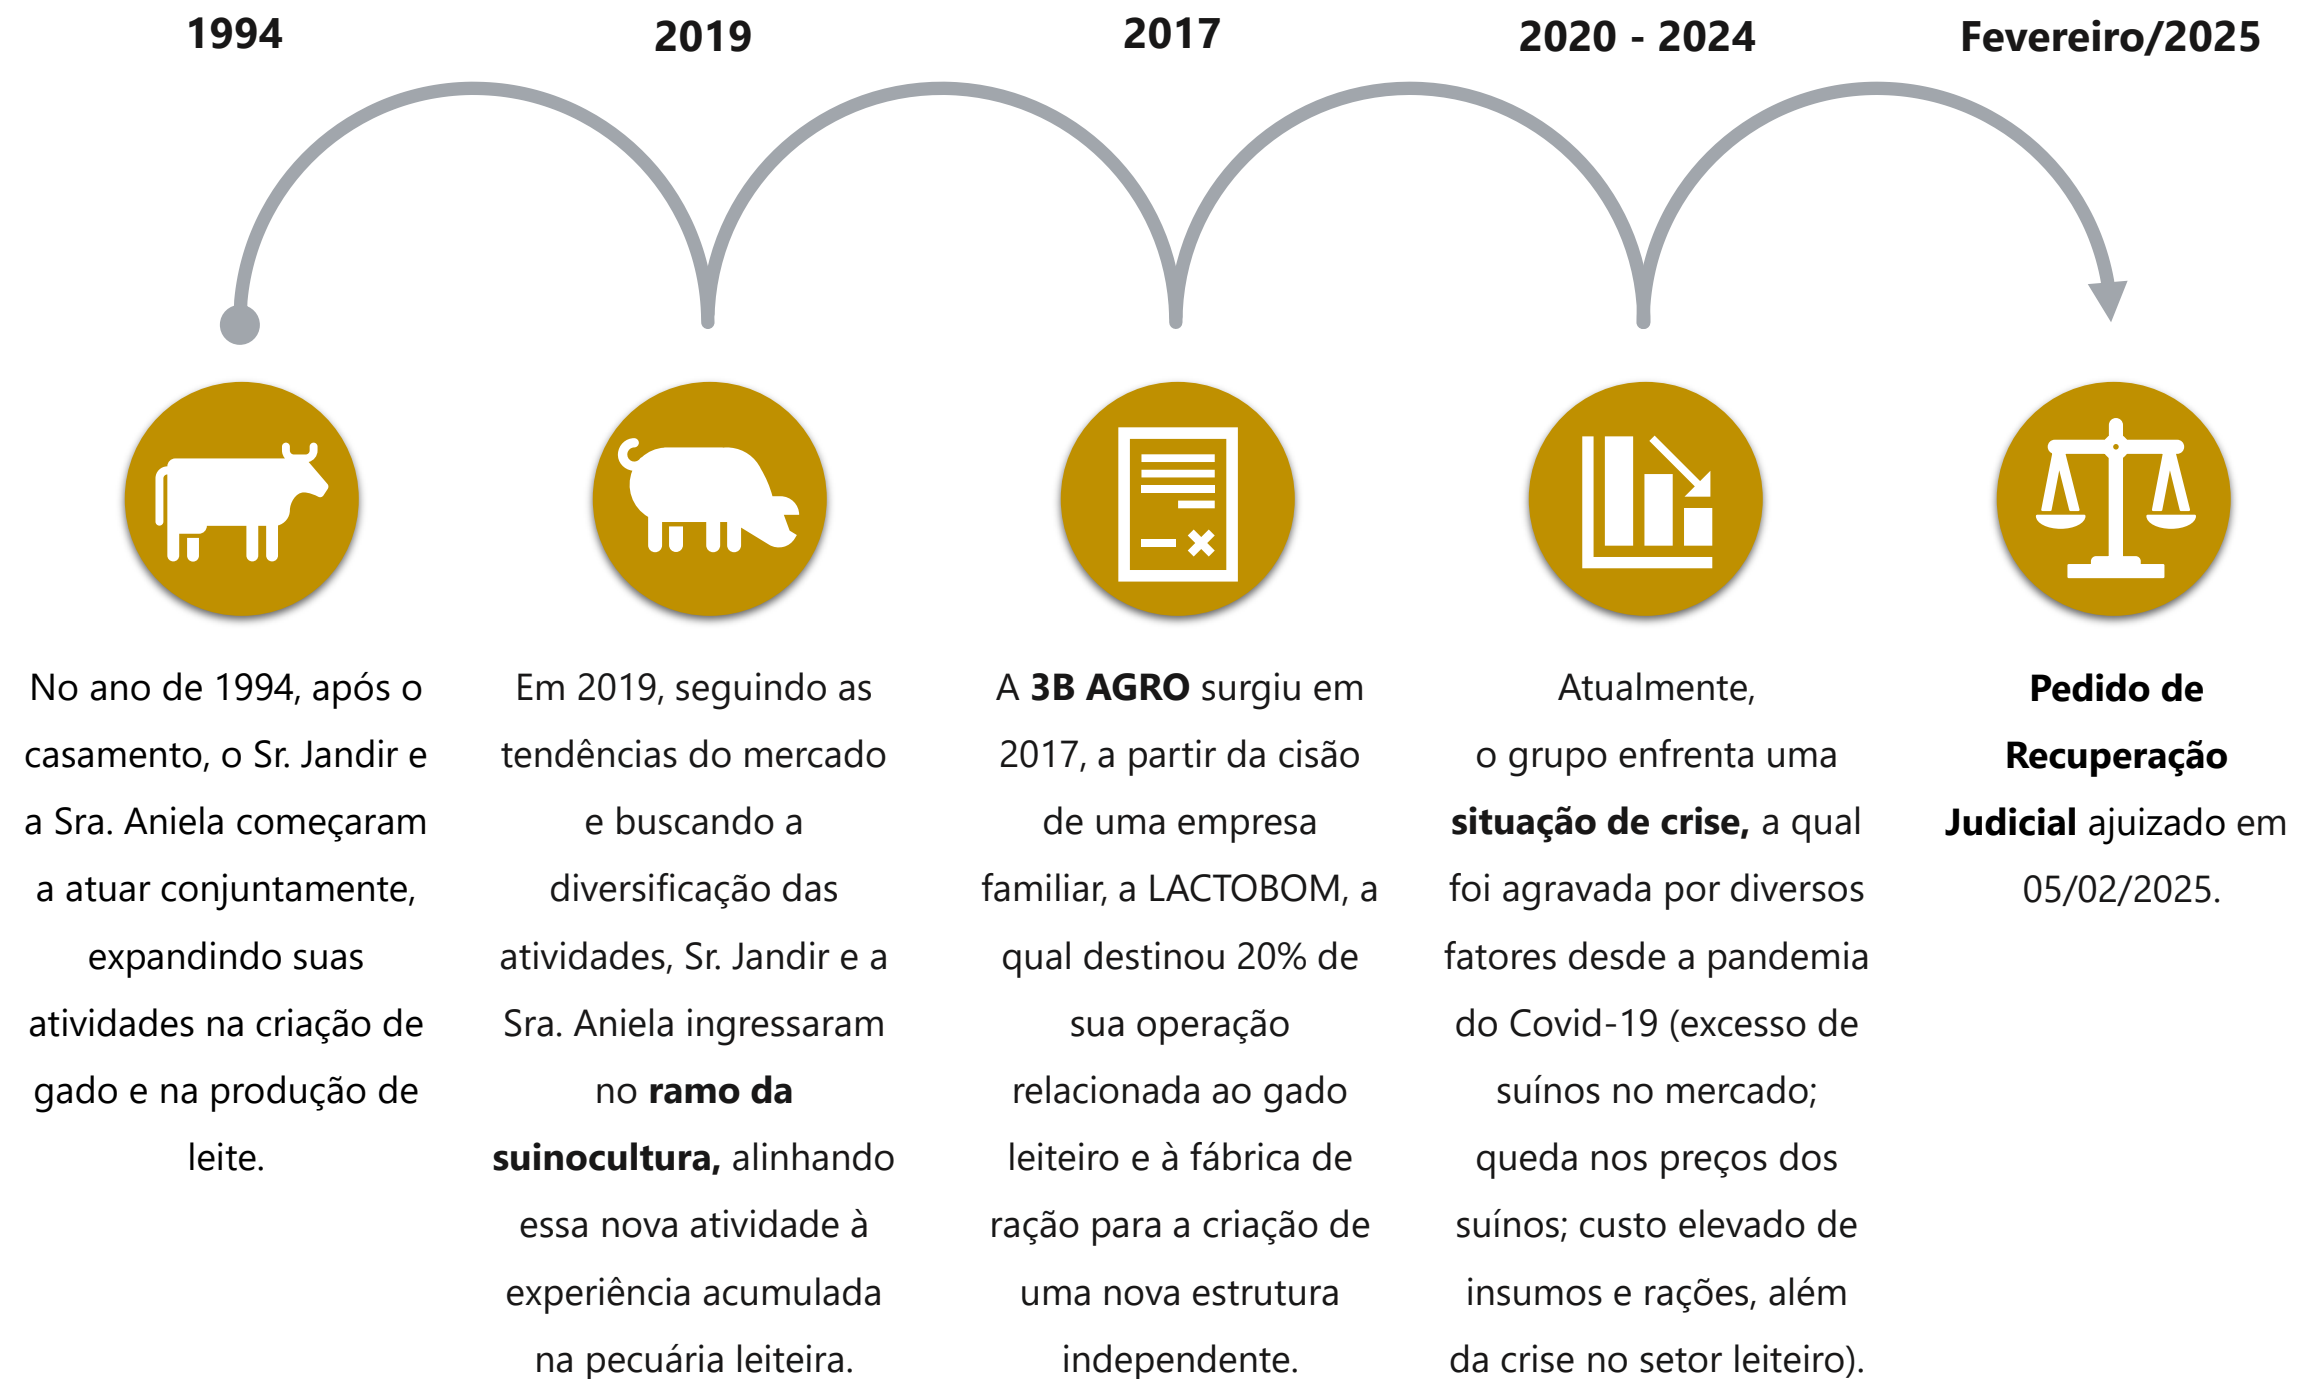 1994
No ano de 1994, após o
casamento, o Sr. Jandir e
a Sra. Aniela começaram
a atuar conjuntamente,
expandindo suas
atividades na criação de
gado e na produção de
leite.
2019
Em 2019, seguindo as
tendências do mercado
e buscando a
diversificação das
atividades, Sr. Jandir e a
Sra. Aniela ingressaram
no ramo da
suinocultura, alinhando
essa nova atividade à
experiência acumulada
na pecuária leiteira.
2017
A 3B AGRO surgiu em
2017, a partir da cisão
de uma empresa
familiar, a LACTOBOM, a
qual destinou 20% de
sua operação
relacionada ao gado
leiteiro e à fábrica de
ração para a criação de
uma nova estrutura
independente.
2020 - 2024
Atualmente,
o grupo enfrenta uma
situação de crise, a qual
foi agravada por diversos
fatores desde a pandemia
do Covid-19 (excesso de
suínos no mercado;
queda nos preços dos
suínos; custo elevado de
insumos e rações, além
da crise no setor leiteiro).
Fevereiro/2025
Pedido de
Recuperação
Judicial ajuizado em
05/02/2025.